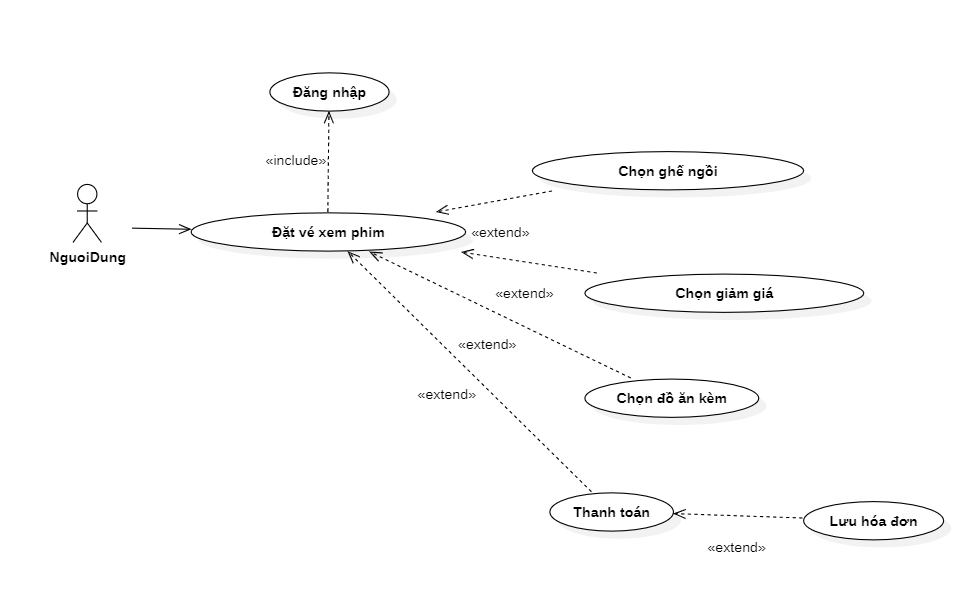 Đăng nhập
«include»
Chọn ghế ngồi
Đặt vé xem phim
«extend»
NguoiDung
«extend»
Chọn giảm giá
«extend»
«extend»
Chọn đồ ăn kèm
Thanh toán
Lưu hóa đơn
«extend»